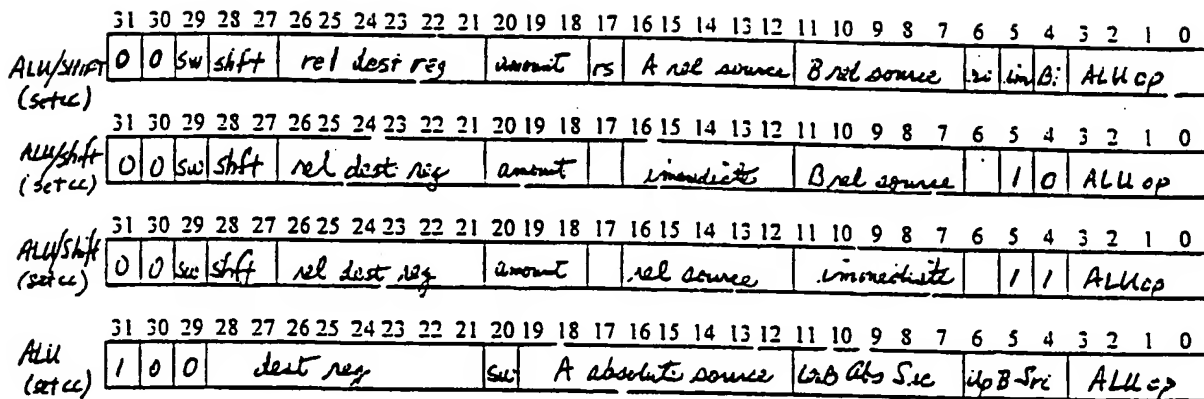 31 30 29 28 27 26 25 24 23 22 21 20 19 18 17 16 15 14 13 12 11 10 9 8 7 6 5 4 3 2 1 0
ALU/SHIFT 0 0 sw shft rel dest reg amount rs A rel source B rel source im Bi ALU op
(setcc)
31 30 29 28 27 26 25 24 23 22 21 20 19 18 17 16 15 14 13 12 11 10 9 8 7 6 5 4 3 2 1 0
ALU/shft 0 0 sw shft rel dest reg amount immediate B rel source 1 0 ALU op
(setcc)
31 30 29 28 27 26 25 24 23 22 21 20 19 18 17 16 15 14 13 12 11 10 9 8 7 6 5 4 3 2 1 0
ALU/Shift 0 0 sw shft rel dest reg amount rel source immediate 1 1 ALU op
(setcc)
31 30 29 28 27 26 25 24 23 22 21 20 19 18 17 16 15 14 13 12 11 10 9 8 7 6 5 4 3 2 1 0
ALU 1 0 0 dest reg sw A absolute source Abs ALU op
(setcc)